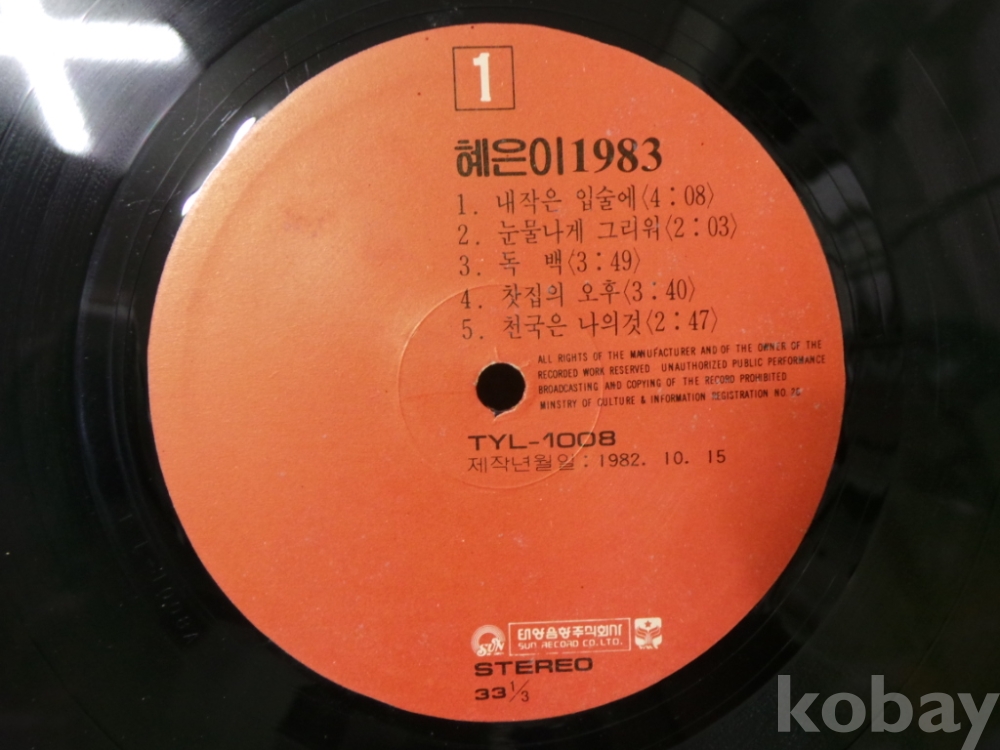 1
혜은이 1983
1. 내작은 입술에〈4:08〉
2. 눈물나게 그리워〈2:03〉
3. 독 백〈3:49〉
4. 찻집의 오후〈3:40〉
5. 천국은 나의것〈2:47〉
ALL RIGHTS OF THE MANUFACTURER AND OF THE OWNER OF THE
RECORDED WORK RESERVED UNAUTHORIZED PUBLIC PERFORMANCE
BROADCASTING AND COPYING OF THE RECORD PROHIBITED
MINSTRY OF CULTURE & INFORMATION REGISTRATION NO.
TYL-1008
제작년월일 : 1982. 10. 15
SUN
태양음향주식회사
SUN RECORD CO.LTD.
STEREO
33 1/3
kobay